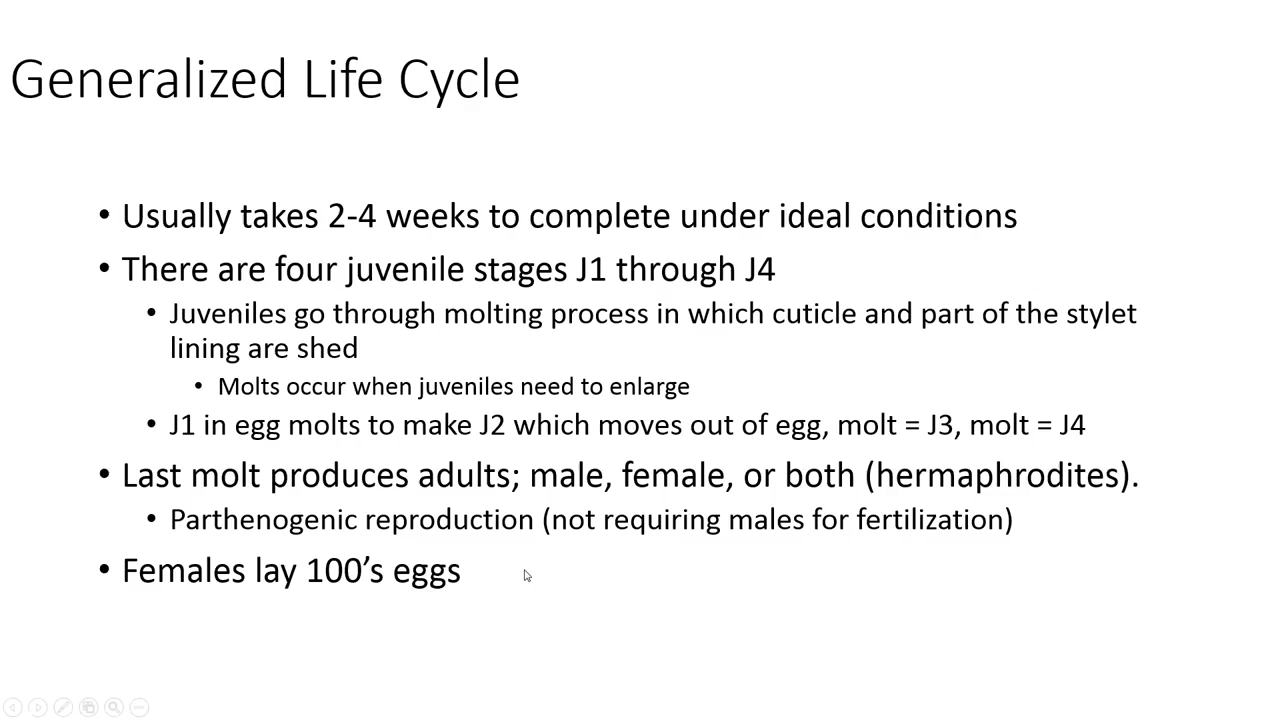 Generalized Life Cycle
• Usually takes 2-4 weeks to complete under ideal conditions
• There are four juvenile stages J1 through J4
• Juveniles go through molting process in which cuticle and part of the stylet
lining are shed
• Molts occur when juveniles need to enlarge
• J1 in egg molts to make J2 which moves out of egg, molt = J3, molt = J4
• Last molt produces adults; male, female, or both (hermaphrodites).
• Parthenogenic reproduction (not requiring males for fertilization)
• Females lay 100’s eggs